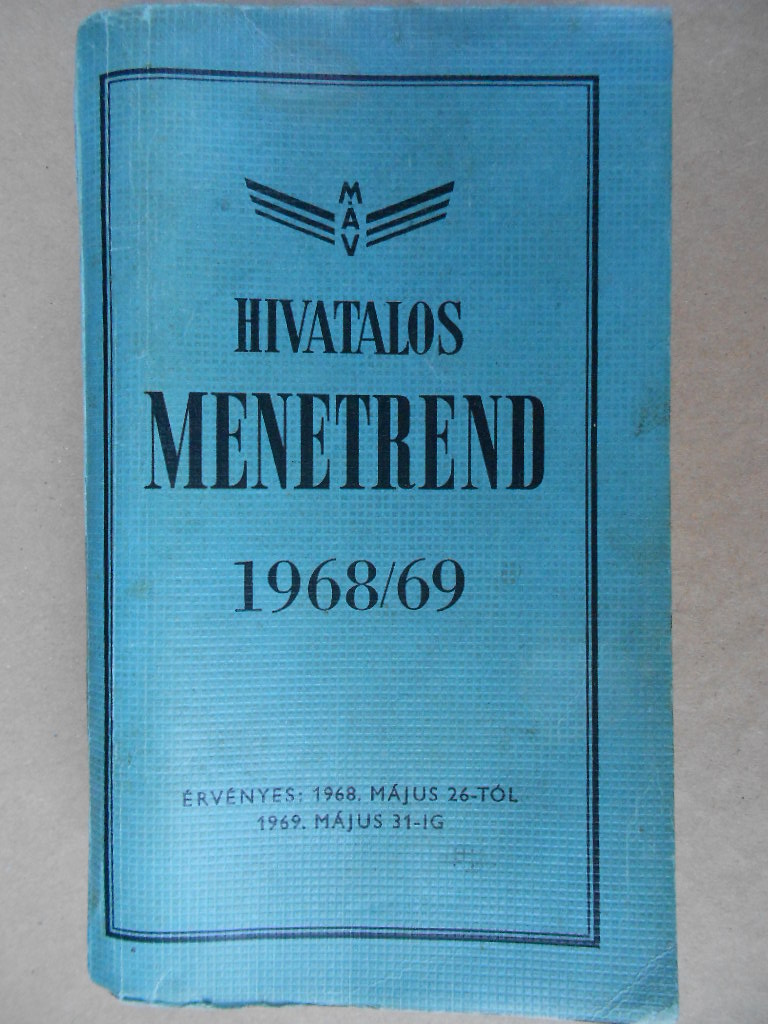 MÁV
HIVATALOS
MENETREND
1968/69
ÉRVÉNYES: 1968. MÁJUS 26-TÓL
1969. MÁJUS 31-IG